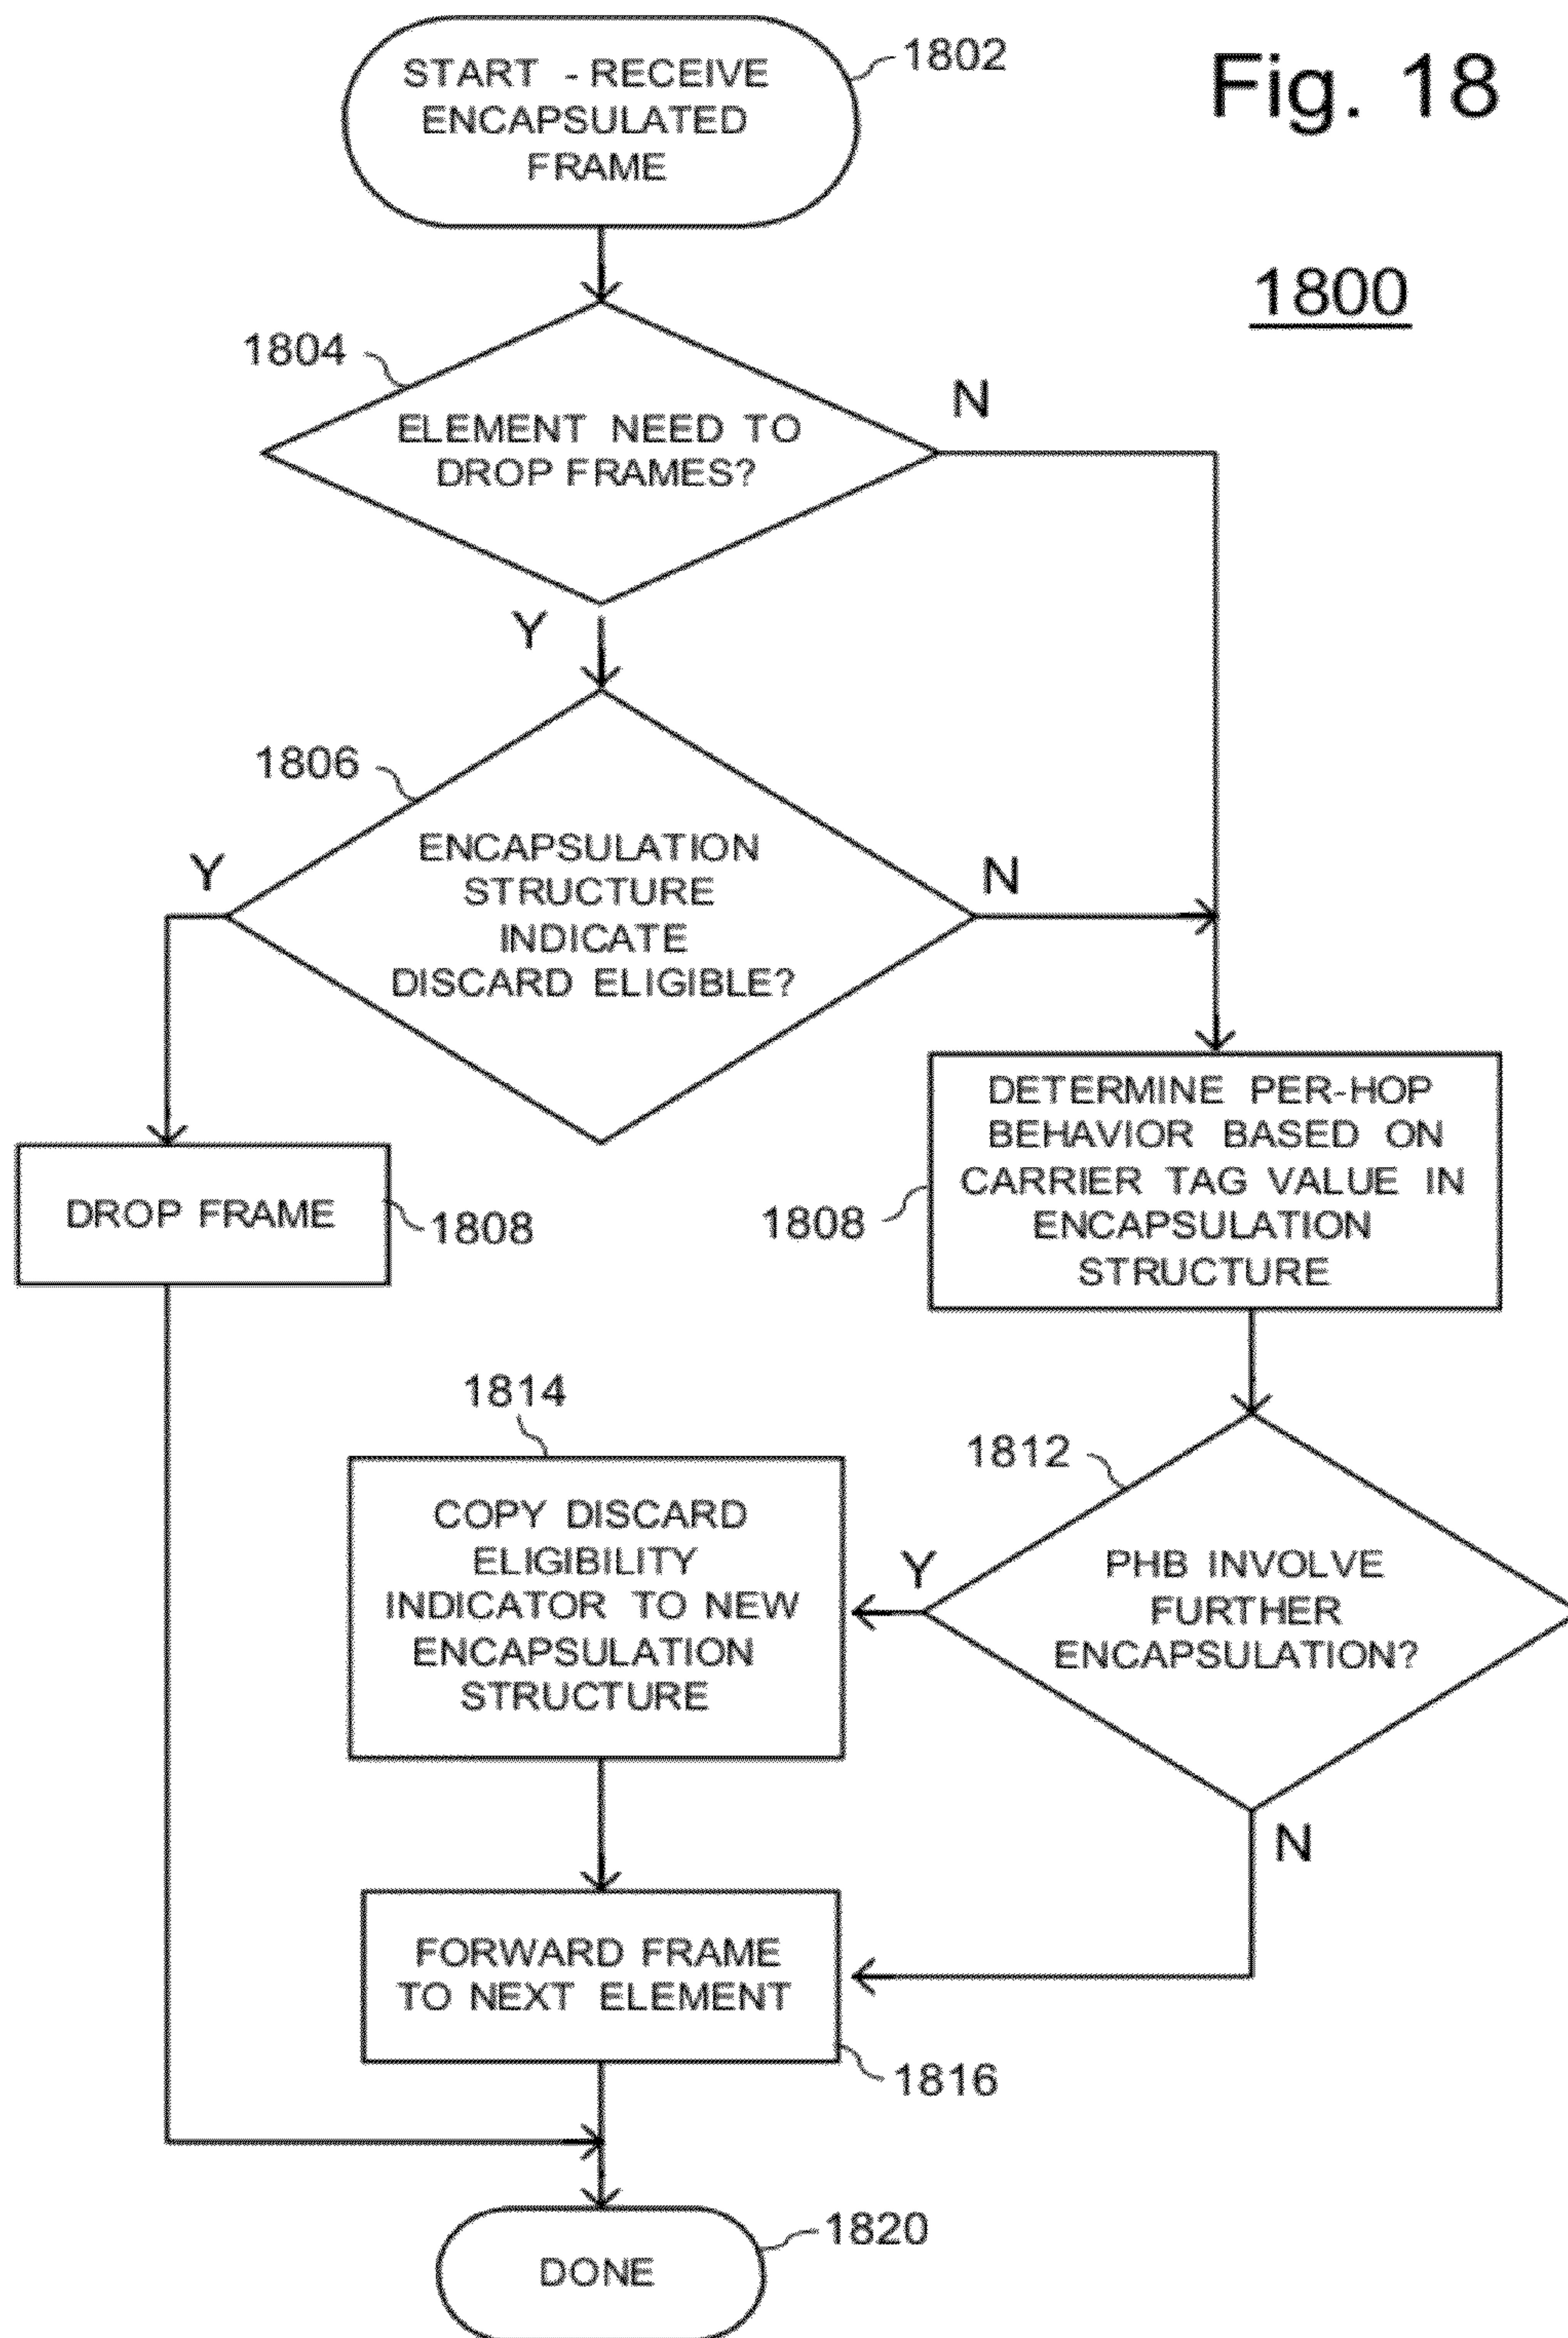 Fig. 18
1800
START - RECEIVE
ENCAPSULATED
FRAME
1802
1804
ELEMENT NEED TO
DROP FRAMES?
N
Y
1806
ENCAPSULATION
STRUCTURE
INDICATE
DISCARD ELIGIBLE?
Y
N
DROP FRAME
1808
DETERMINE PER-HOP
BEHAVIOR BASED ON
CARRIER TAG VALUE IN
ENCAPSULATION
STRUCTURE
1808
1812
PHB INVOLVE
FURTHER
ENCAPSULATION?
Y
N
1814
COPY DISCARD
ELIGIBILITY
INDICATOR TO NEW
ENCAPSULATION
STRUCTURE
FORWARD FRAME
TO NEXT ELEMENT
1816
DONE
1820